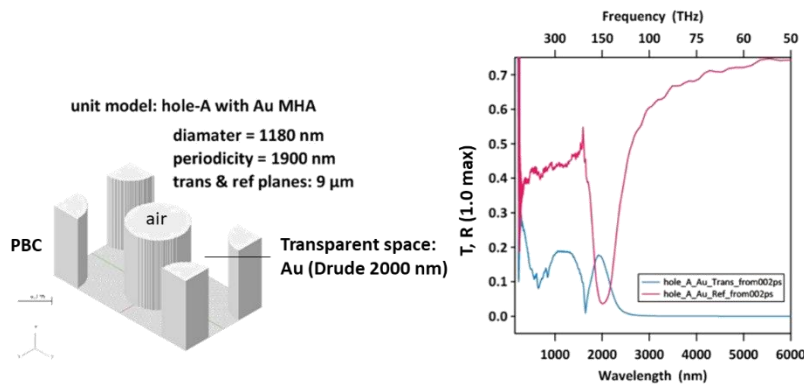 unit model: hole-A with Au MHA
diamater = 1180 nm
periodicity = 1900 nm
trans & ref planes: 9 μm
air
PBC
Transparent space:
Au (Drude 2000 nm)
Frequency (THz)
300 150 100 75 60 50
T, R (1.0 max)
0.7
0.6
0.5
0.4
0.3
0.2
0.1
0.0
hole_A_Au_Trans_from002ps
hole_A_Au_Ref_from002ps
1000 2000 3000 4000 5000 6000
Wavelength (nm)